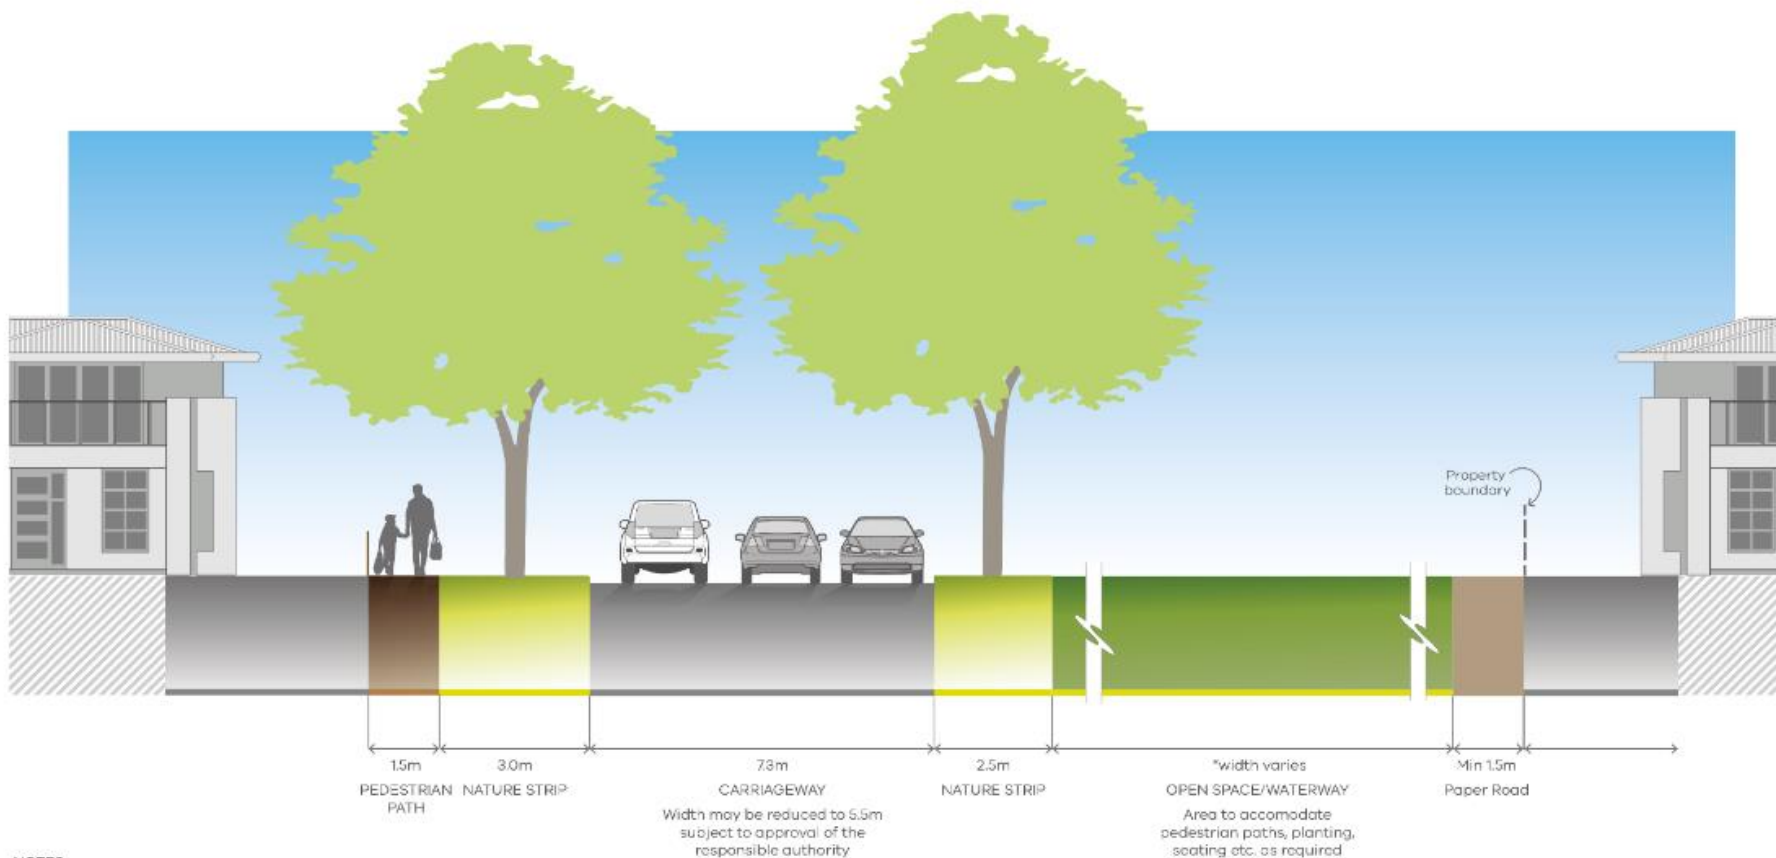 Property
boundary
1.5m
PEDESTRIAN
PATH
3.0m
NATURE STRIP
7.3m
CARRIAGEWAY
Width may be reduced to 5.5m
subject to approval of the
responsible authority
2.5m
NATURE STRIP
*width varies
OPEN SPACE/WATERWAY
Area to accomodate
pedestrian paths, planting,
seating etc. as required
Min 1.5m
Paper Road